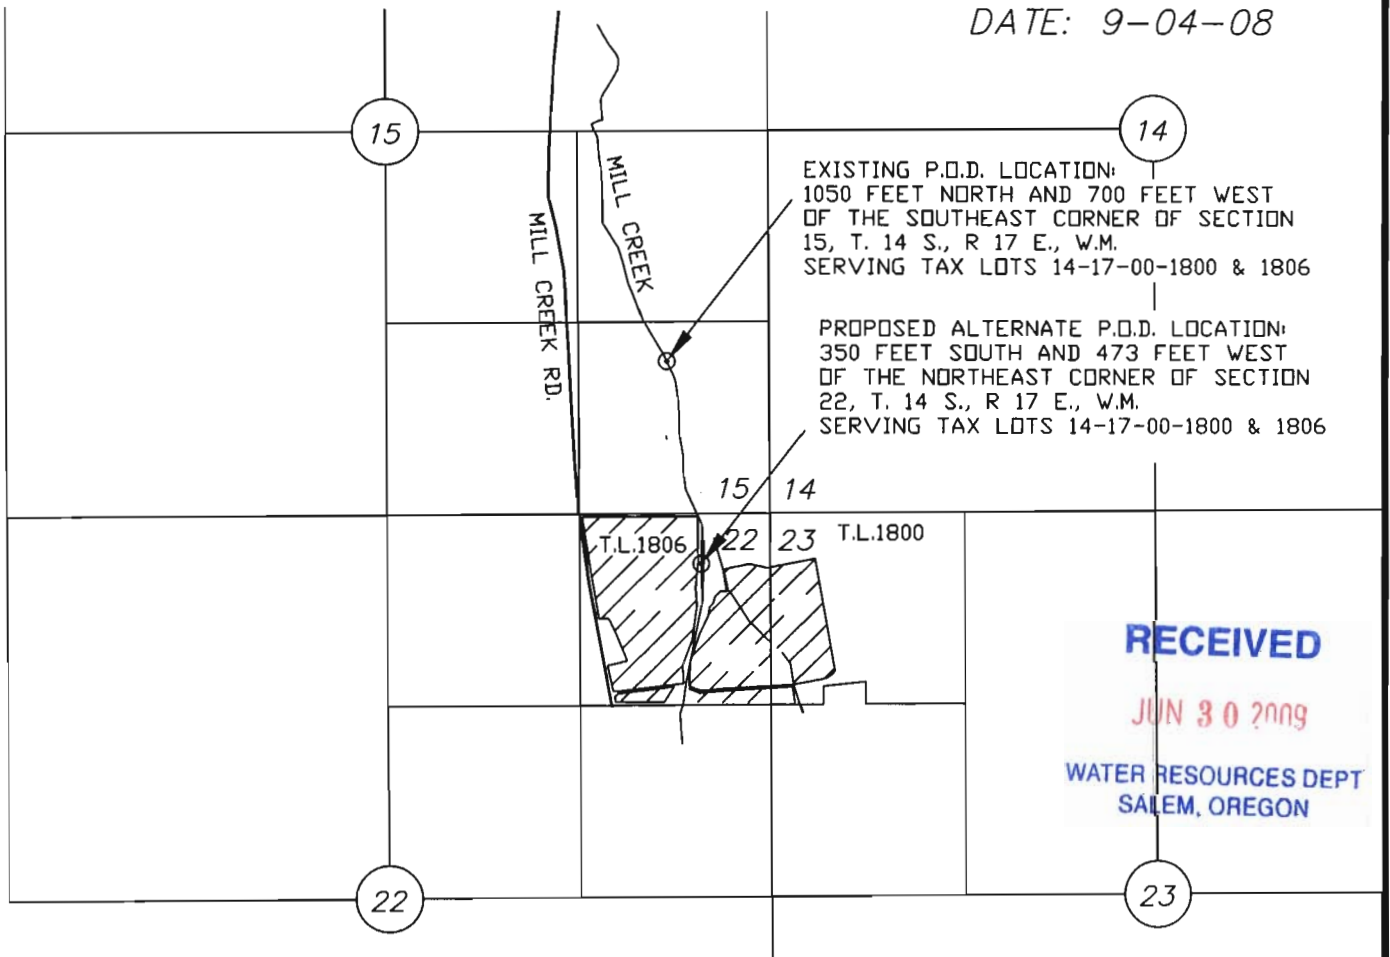 DATE: 9-04-08
15
14
EXISTING P.O.D. LOCATION:
1050 FEET NORTH AND 700 FEET WEST
OF THE SOUTHEAST CORNER OF SECTION
15, T. 14 S., R 17 E., W.M.
SERVING TAX LOTS 14-17-00-1800 & 1806
MILL CREEK
MILL CREEK RD.
PROPOSED ALTERNATE P.O.D. LOCATION:
350 FEET SOUTH AND 473 FEET WEST
OF THE NORTHEAST CORNER OF SECTION
22, T. 14 S., R 17 E., W.M.
SERVING TAX LOTS 14-17-00-1800 & 1806
15 14
T.L.1806 22 23 T.L.1800
RECEIVED
JUN 30 2009
WATER RESOURCES DEPT
SALEM, OREGON
22
23